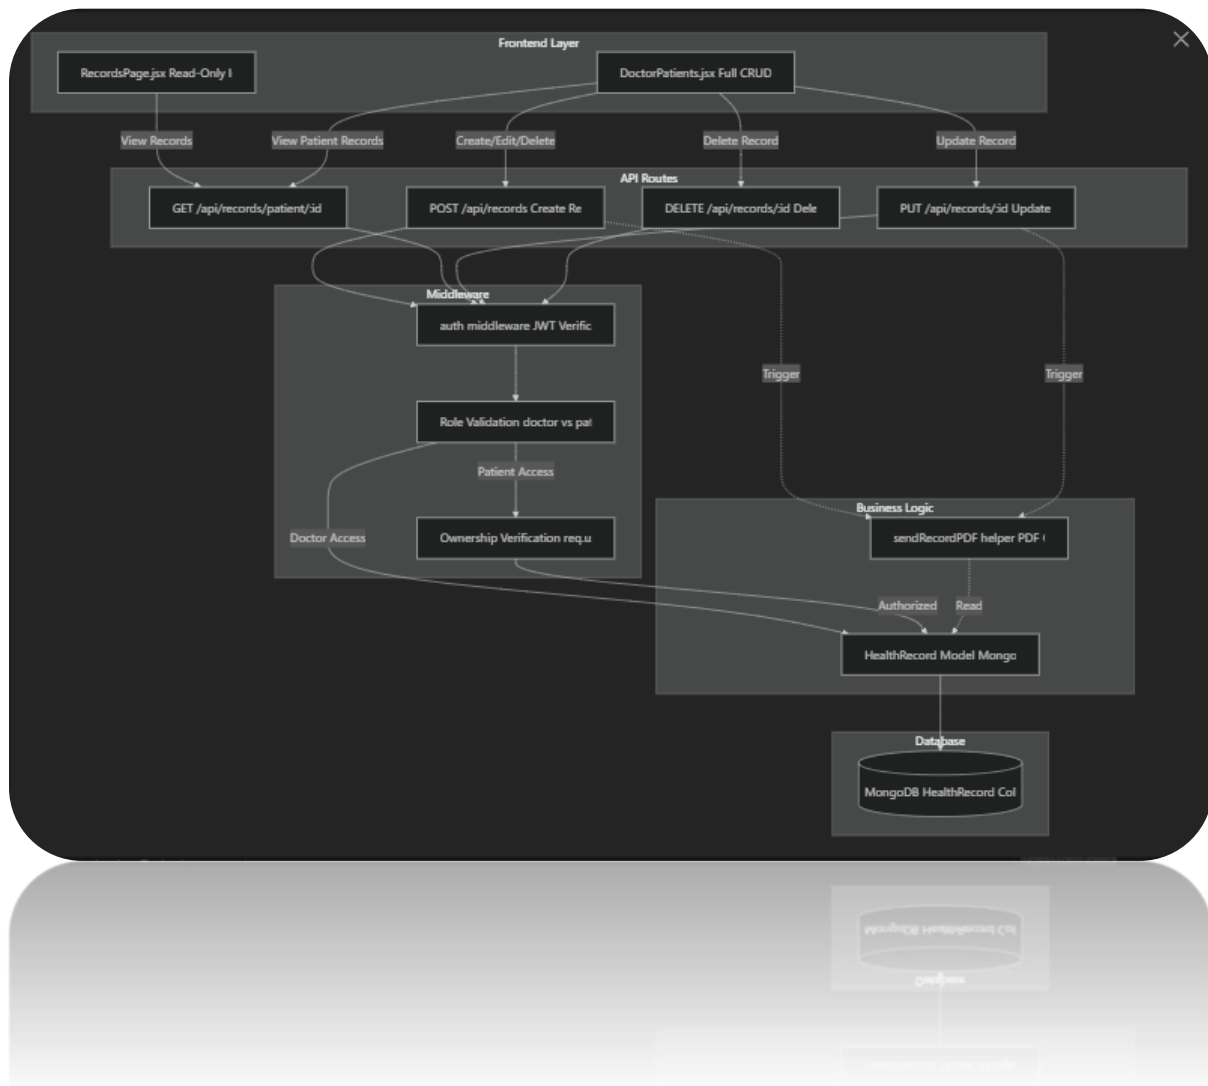 Frontend Layer
RecordsPage.jsx Read-Only I
DoctorPatients.jsx Full CRUD
View Records
View Patient Records
Create/Edit/Delete
Delete Record
Update Record
API Routes
GET /api/records/patient/:id
POST /api/records Create Re
DELETE /api/records/:id Dele
PUT /api/records/:id Update
Middleware
auth middleware JWT Verific
Trigger
Trigger
Role Validation doctor vs pat
Patient Access
Business Logic
Doctor Access
Ownership Verification req.u
sendRecordPDF helper PDF (
Authorized
Read
HealthRecord Model Mongo
Database
MongoDB HealthRecord Col